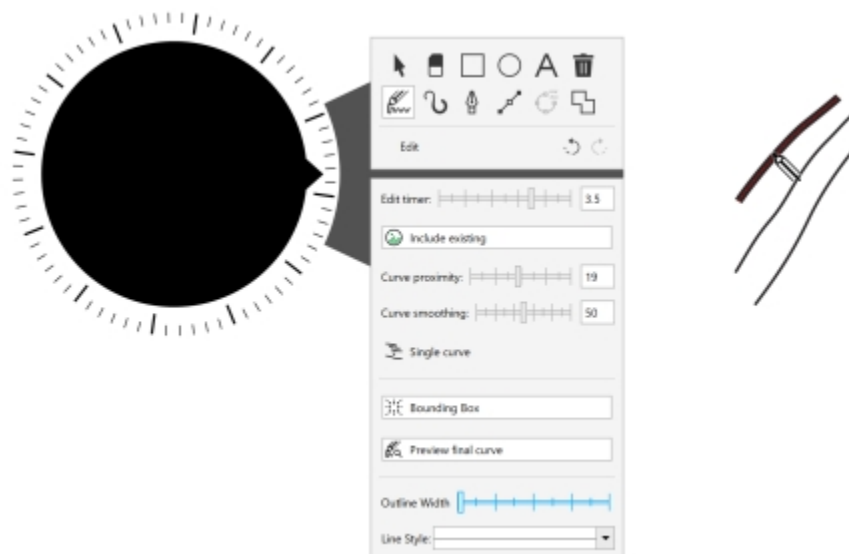 A
Edit
Edit timer: 3.5
Include existing
Curve proximity: 19
Curve smoothing: 50
Single curve
Bounding Box
Preview final curve
Outline Width
Line Style: